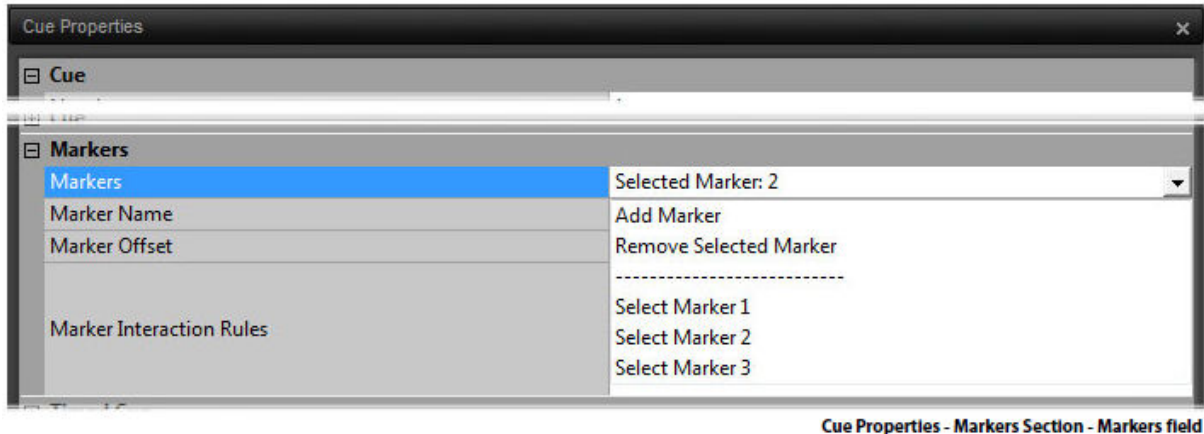 Cue Properties
Cue
Markers
Markers Selected Marker: 2
Marker Name Add Marker
Marker Offset Remove Selected Marker
---------------------------
Select Marker 1
Marker Interaction Rules Select Marker 2
Select Marker 3
Cue Properties - Markers Section - Markers field